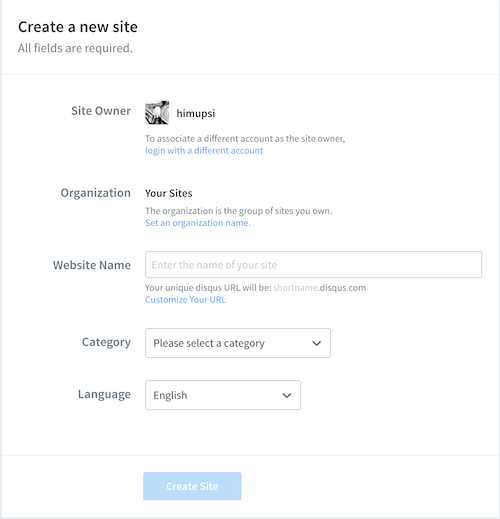 Create a new site
All fields are required.
Site Owner
himupsi
To associate a different account as the site owner,
login with a different account
Organization
Your Sites
The organization is the group of sites you own.
Set an organization name.
Website Name
Enter the name of your site
Your unique disqus URL will be: shortname.disqus.com
Customize Your URL
Category
Please select a category
Language
English
Create Site